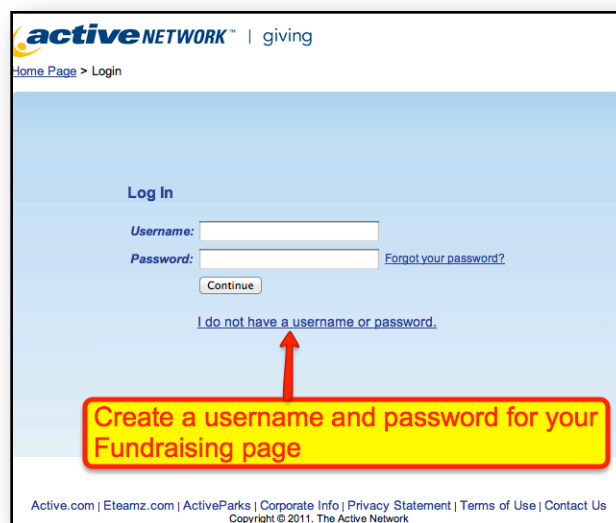 active NETWORK™ | giving
Home Page > Login
Log In
Username:
Password: Forgot your password?
Continue
I do not have a username or password.
Create a username and password for your
Fundraising page
Active.com | Eteamz.com | ActiveParks | Corporate Info | Privacy Statement | Terms of Use | Contact Us
Copyright © 2011. The Active Network